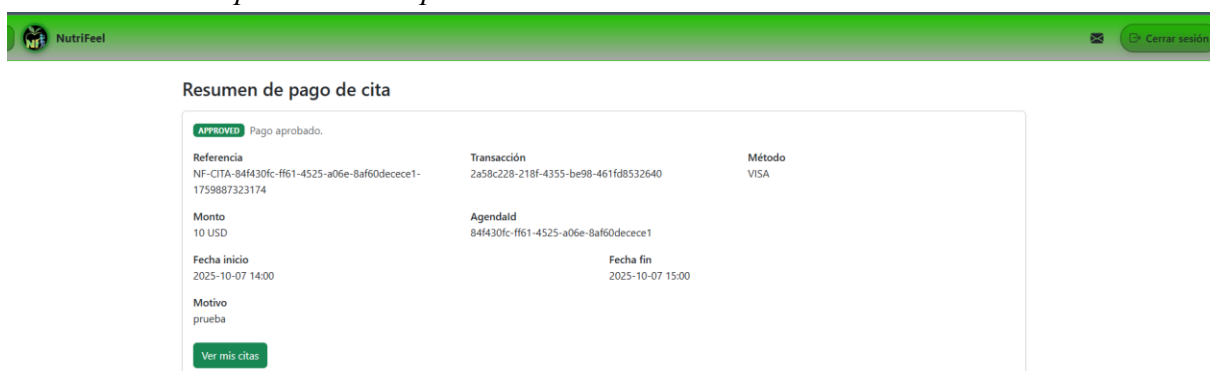 NF NutriFeel
Cerrar sesión
Resumen de pago de cita
APPROVED Pago aprobado.
Referencia Transacción Método
NF-CITA-84f430fc-ff61-4525-a06e-8af60decece1- 2a58c228-218f-4355-be98-461fd8532640 VISA
1759887323174
Monto AgendaId
10 USD 84f430fc-ff61-4525-a06e-8af60decece1
Fecha inicio Fecha fin
2025-10-07 14:00 2025-10-07 15:00
Motivo
prueba
Ver mis citas